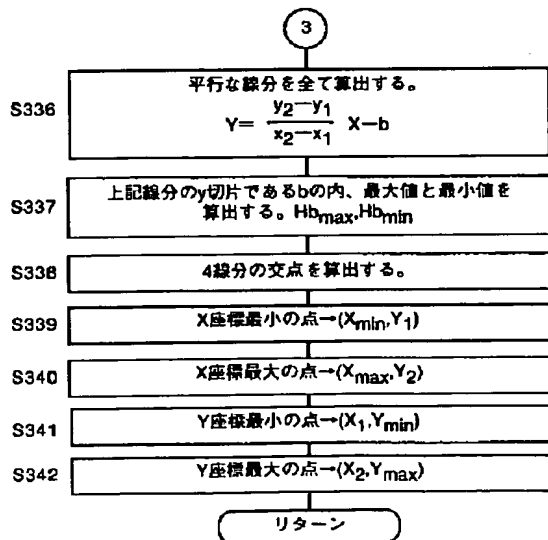 3
S336
平行な線分を全て算出する。
Y= y2—y1 / x2—x1 X—b
S337
上記線分のy切片であるbの内、最大値と最小値を
算出する。Hbmax,Hbmin
S338
4線分の交点を算出する。
S339
X座標最小の点→(Xmin,Y1)
S340
X座標最大の点→(Xmax,Y2)
S341
Y座標最小の点→(X1,Ymin)
S342
Y座標最大の点→(X2,Ymax)
リターン